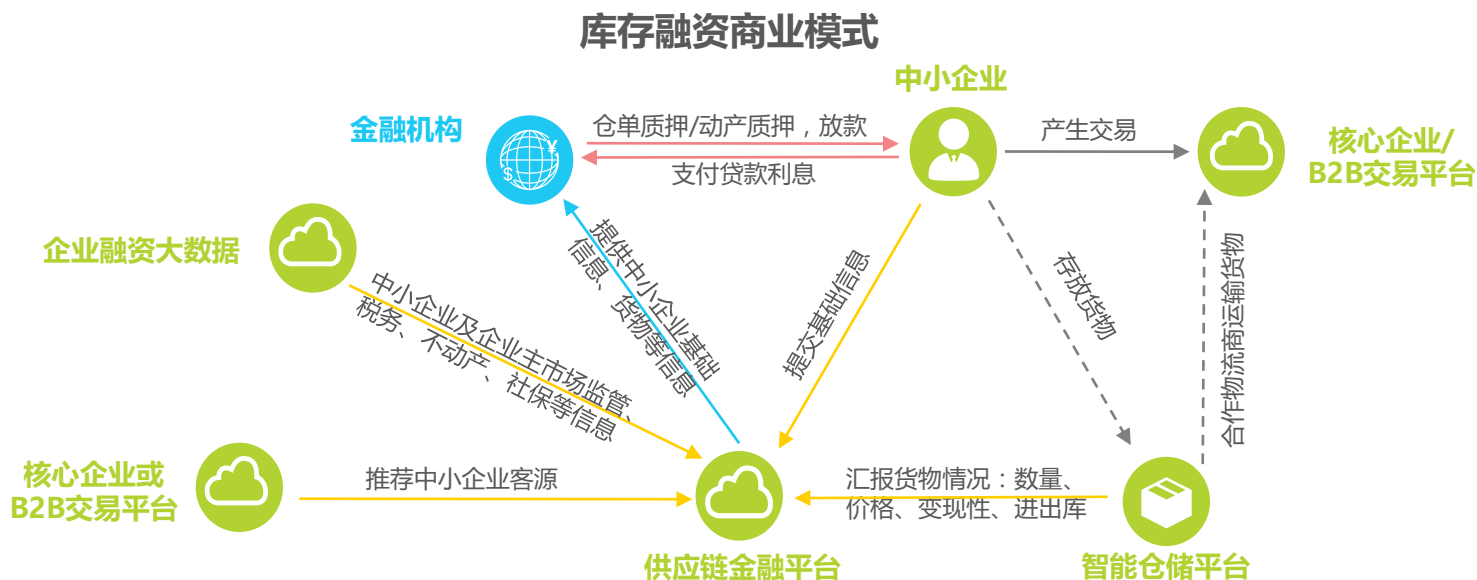 库存融资商业模式
中小企业
金融机构
仓单质押/动产质押，放款
支付贷款利息
产生交易
核心企业/
B2B交易平台
¥
$
企业融资大数据
中小企业及企业主市场监管、
税务、不动产、社保等信息
提供中小企业基础
信息、货物等信息
提交基础信息
存放货物
合作物流商运输货物
核心企业或
B2B交易平台
推荐中小企业客源
汇报货物情况：数量、
价格、变现性、进出库
供应链金融平台
智能仓储平台